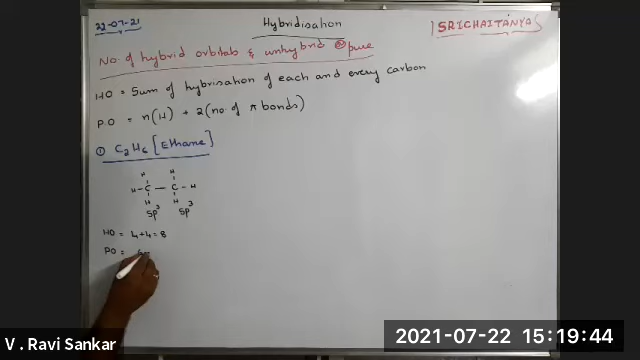 22-07-21
Hybridisation
SRICHAITANYA
No. of hybrid orbitals & unhybrid @ pure
HO = Sum of hybrisation of each and every carbon
P.O = n(H) + 2(no of π bonds)
① C2H6 [Ethane]
H H
H-C-C-H
H H
SP3 SP3
HO = 4+4=8
PO =
V . Ravi Sankar
2021-07-22 15:19:44